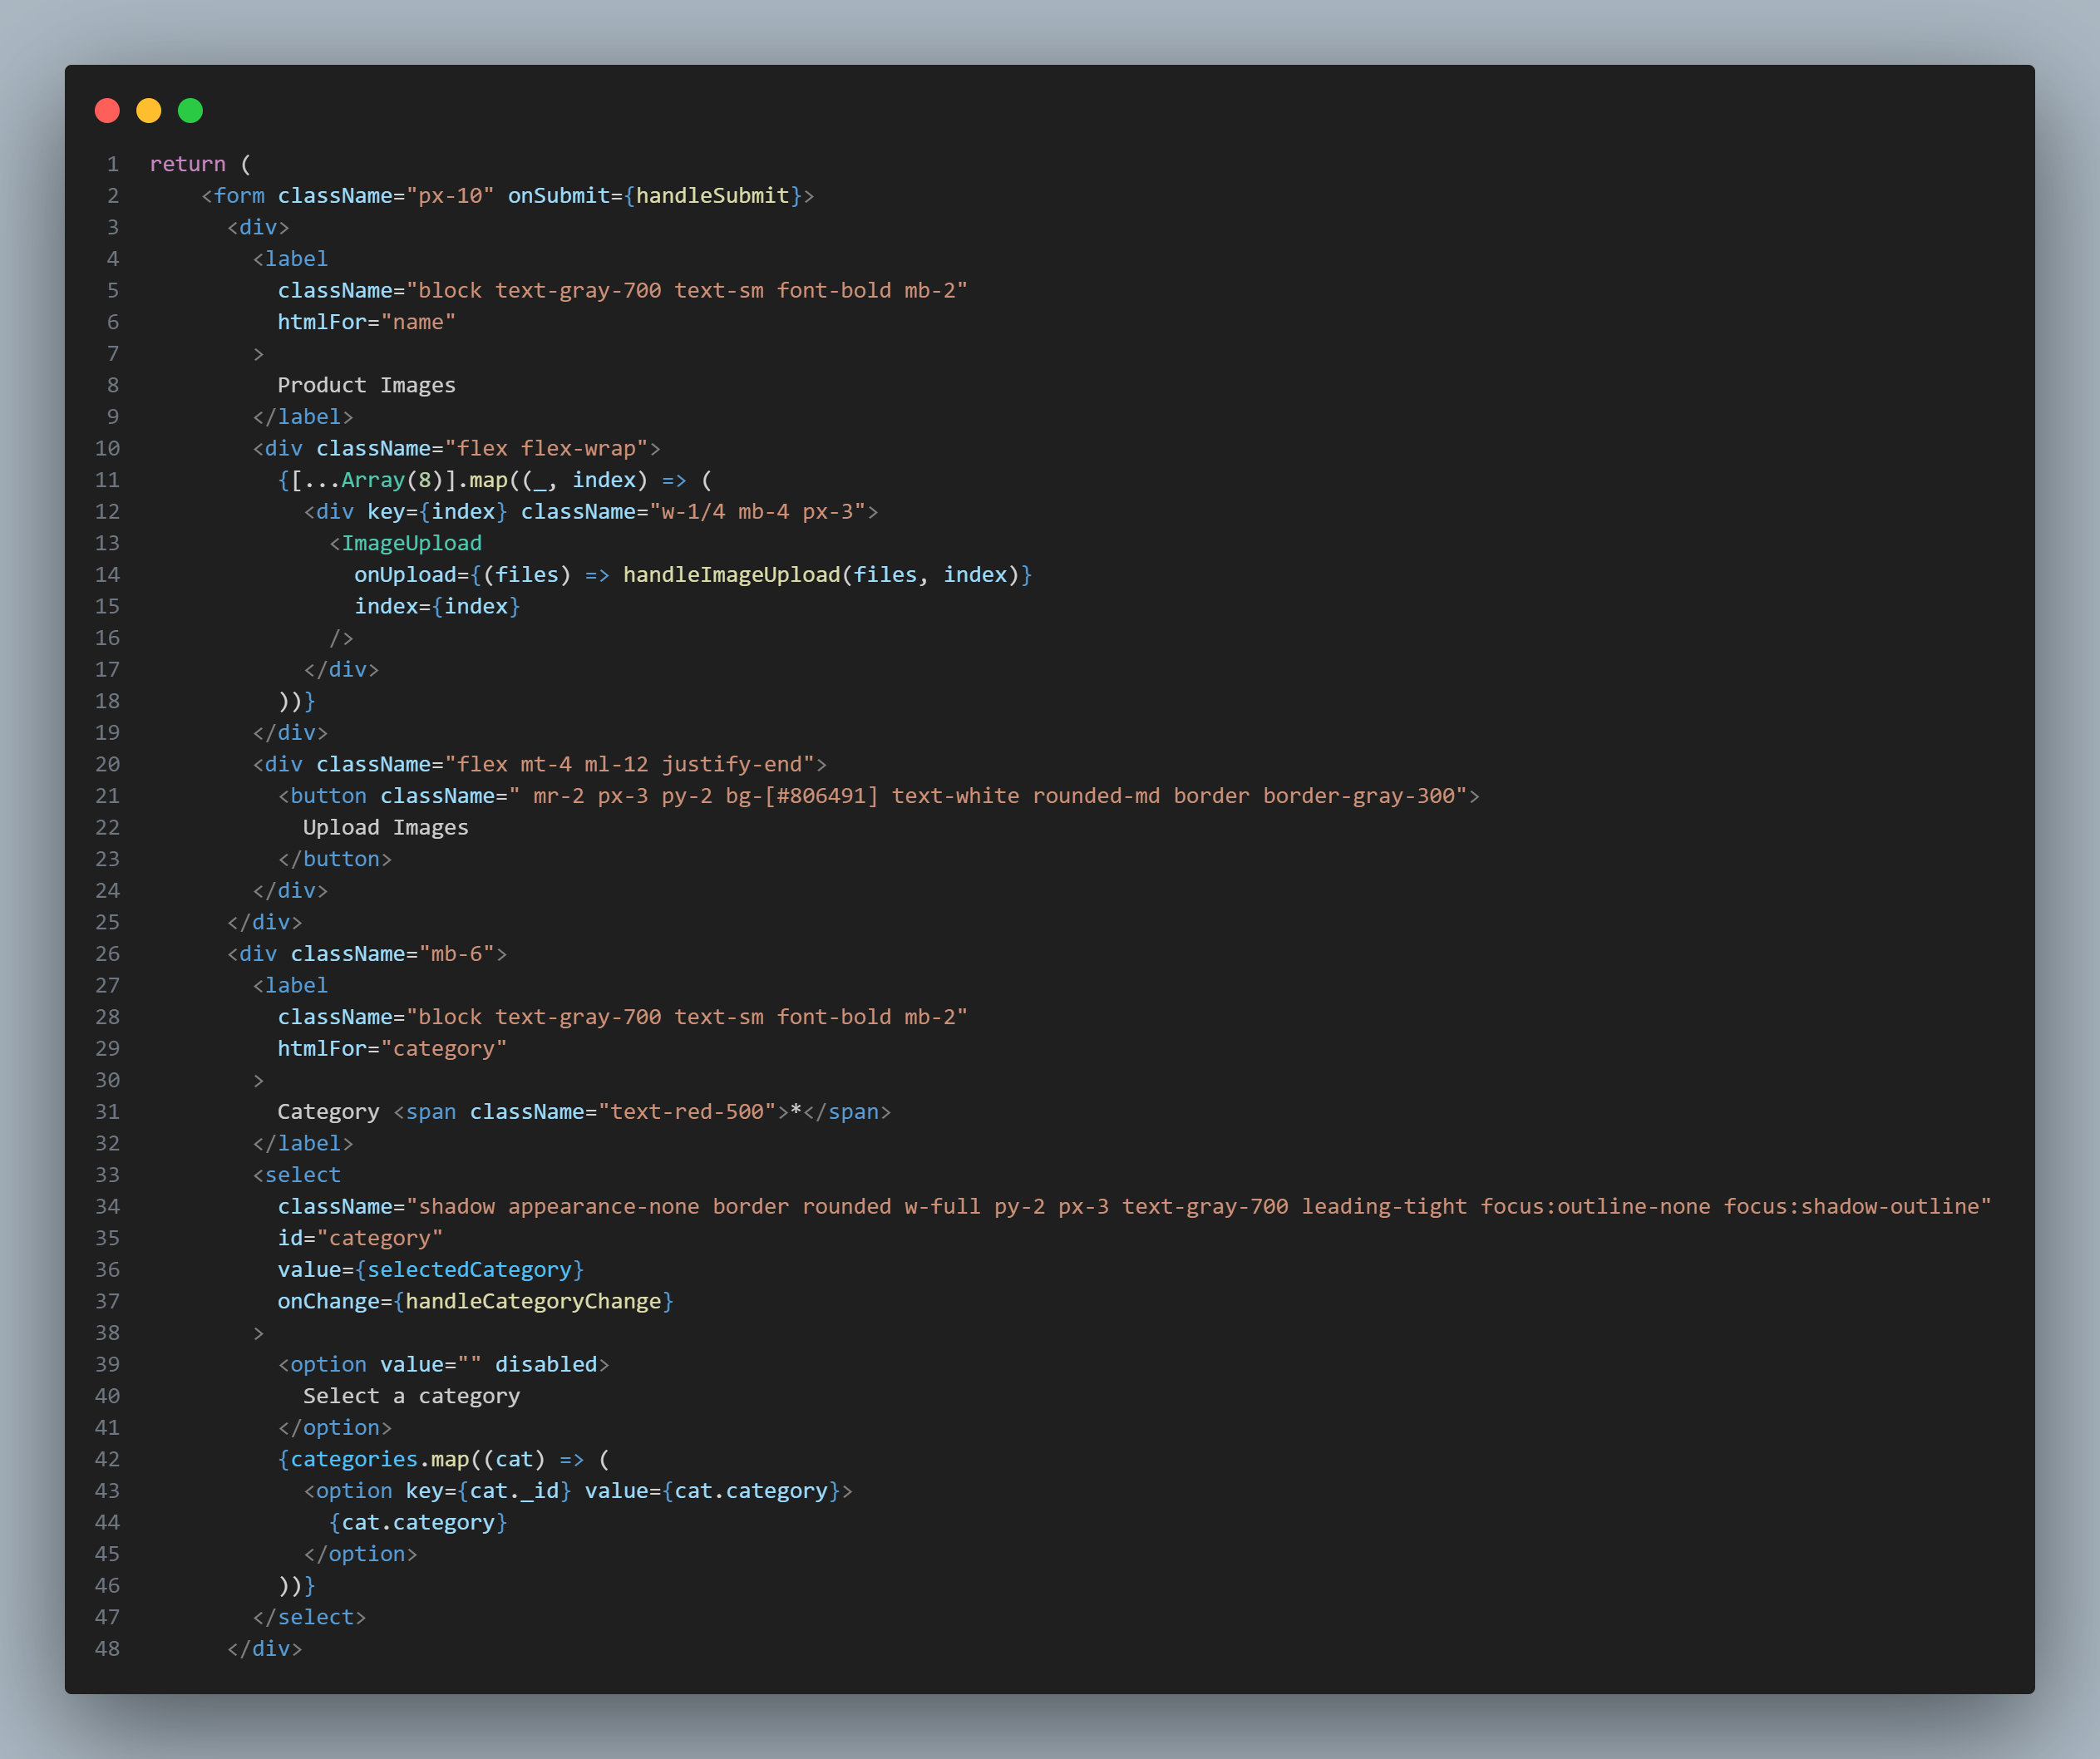 1 return (
2     <form className="px-10" onSubmit={handleSubmit}>
3       <div>
4         <label
5           className="block text-gray-700 text-sm font-bold mb-2"
6           htmlFor="name"
7         >
8           Product Images
9         </label>
10         <div className="flex flex-wrap">
11           {[...Array(8)].map((_, index) => (
12             <div key={index} className="w-1/4 mb-4 px-3">
13               <ImageUpload
14                 onUpload={(files) => handleImageUpload(files, index)}
15                 index={index}
16               />
17             </div>
18           ))}
19         </div>
20         <div className="flex mt-4 ml-12 justify-end">
21           <button className=" mr-2 px-3 py-2 bg-[#806491] text-white rounded-md border border-gray-300">
22             Upload Images
23           </button>
24         </div>
25       </div>
26       <div className="mb-6">
27         <label
28           className="block text-gray-700 text-sm font-bold mb-2"
29           htmlFor="category"
30         >
31           Category <span className="text-red-500">*</span>
32         </label>
33         <select
34           className="shadow appearance-none border rounded w-full py-2 px-3 text-gray-700 leading-tight focus:outline-none focus:shadow-outline"
35           id="category"
36           value={selectedCategory}
37           onChange={handleCategoryChange}
38         >
39           <option value="" disabled>
40             Select a category
41           </option>
42           {categories.map((cat) => (
43             <option key={cat._id} value={cat.category}>
44               {cat.category}
45             </option>
46           ))}
47         </select>
48       </div>